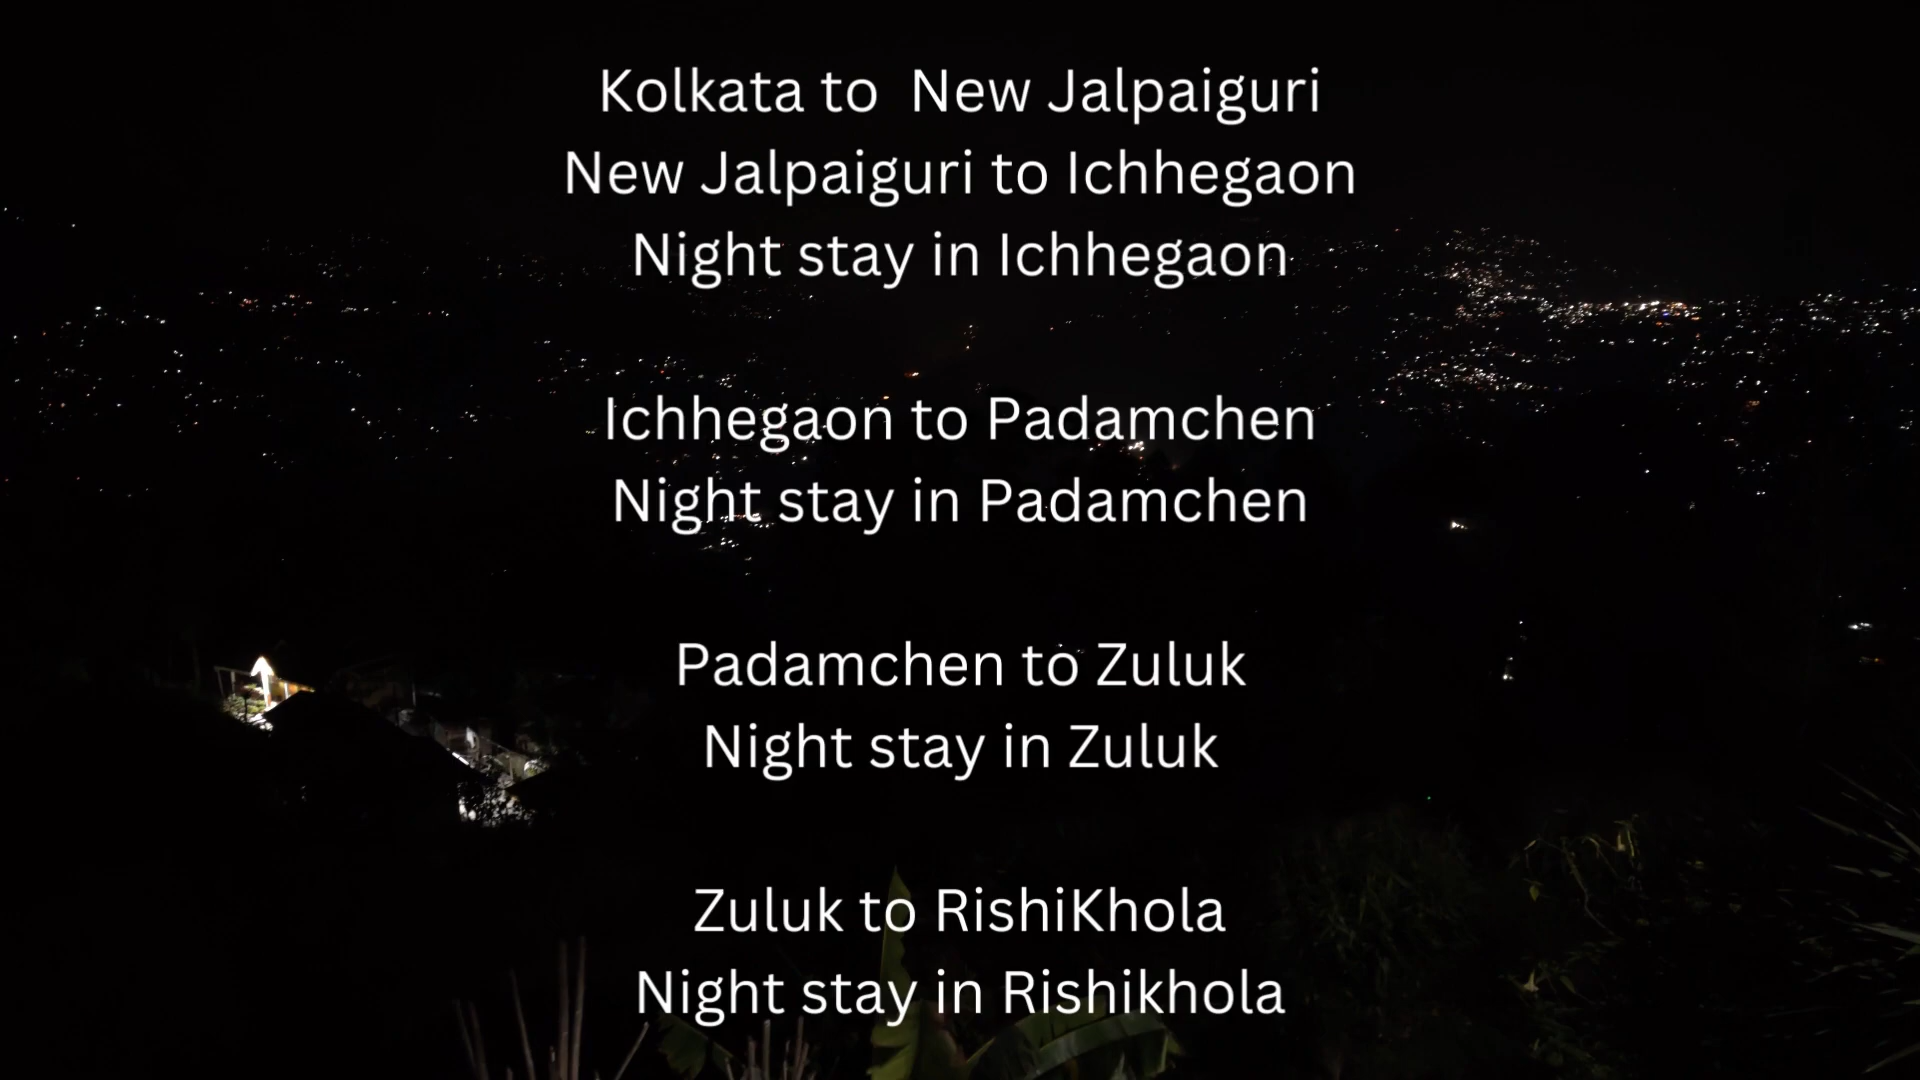 Kolkata to  New Jalpaiguri
New Jalpaiguri to Ichhegaon
Night stay in Ichhegaon
Ichhegaon to Padamchen
Night stay in Padamchen
Padamchen to Zuluk
Night stay in Zuluk
Zuluk to RishiKhola
Night stay in Rishikhola